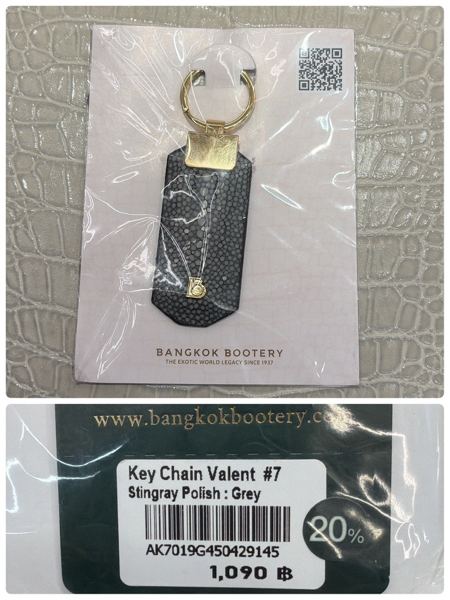 BANGKOK BOOTERY
THE EXOTIC WORLD LEGACY SINCE 1937
www.bangkokbootery.com
Key Chain Valent #7
Stingray Polish : Grey
20%
AK7019G450429145
1,090 ฿